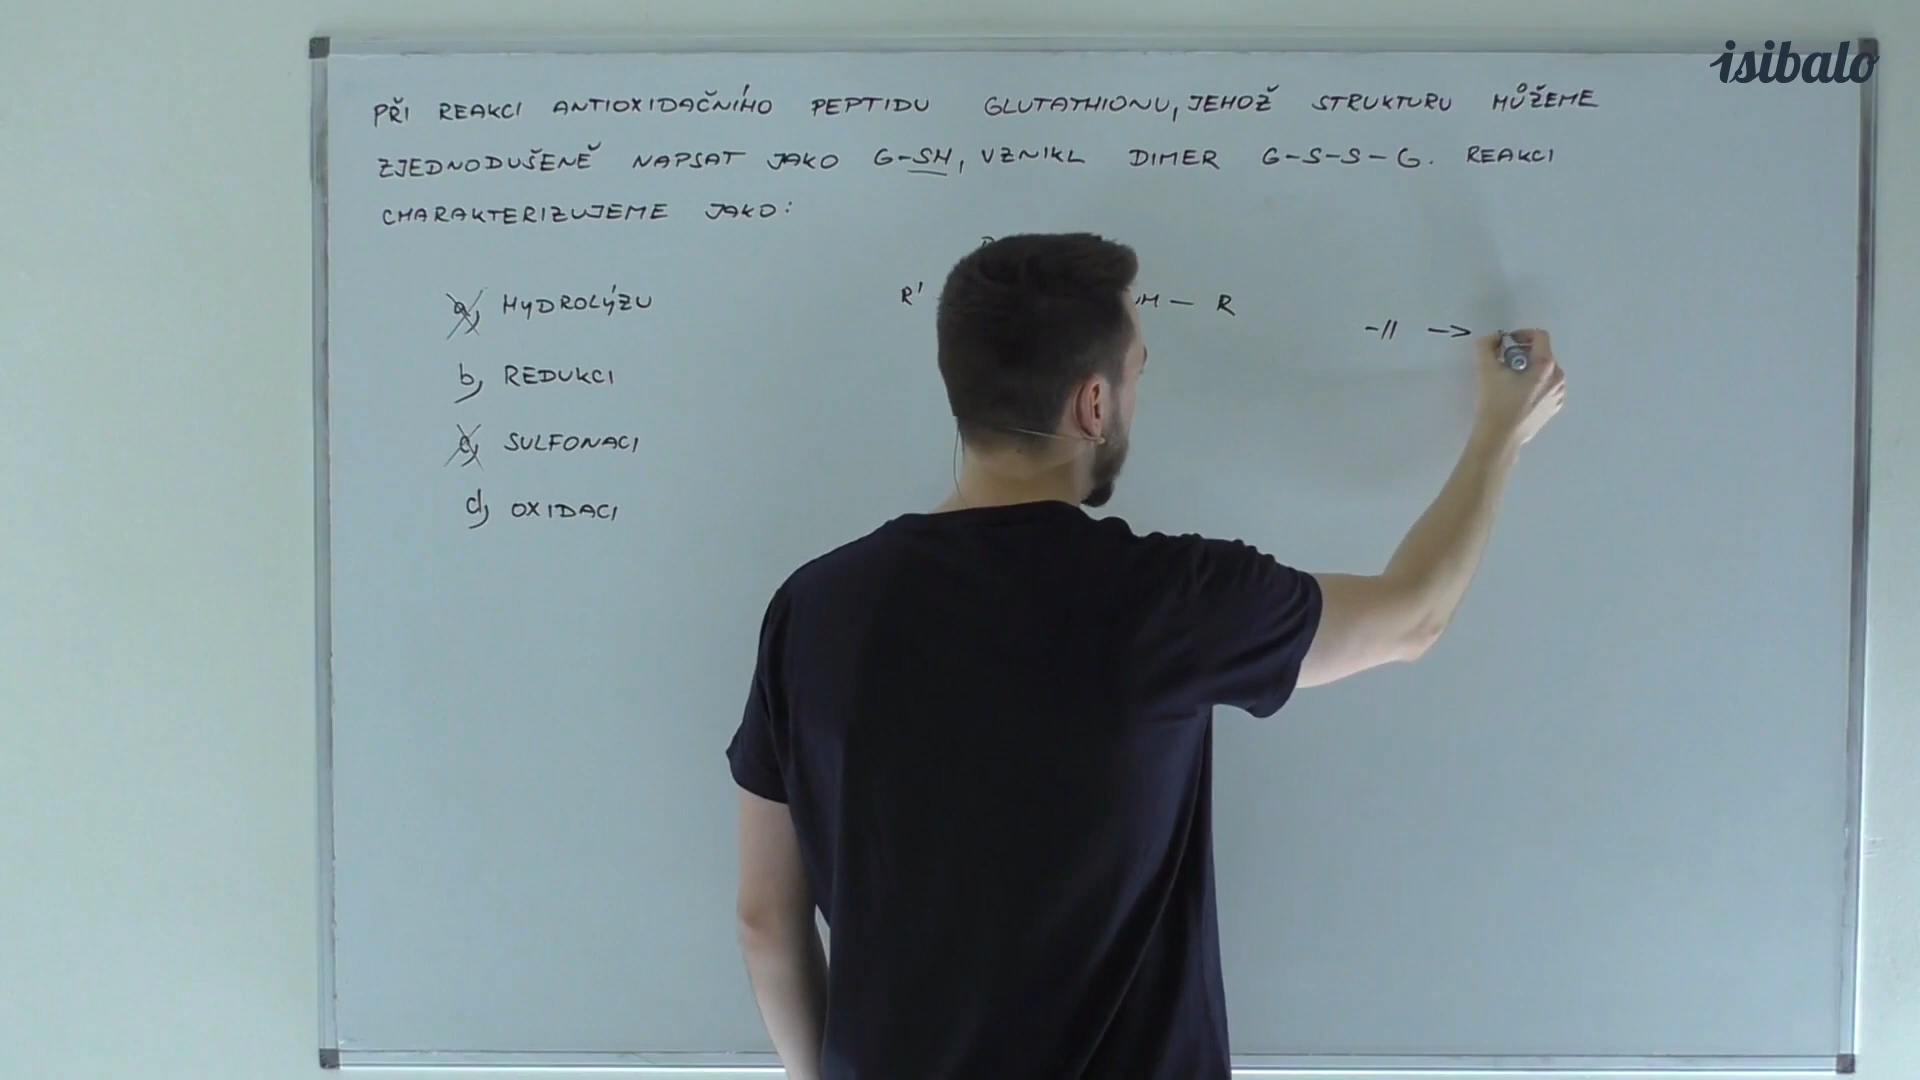 isibalo
PŘI REAKCI ANTIOXIDAČNÍHO PEPTIDU GLUTATHIONU, JEHOŽ STRUKTURU MŮŽEME
ZJEDNODUŠENĚ NAPSAT JAKO G-SH, VZNIKL DIMER G-S-S-G. REAKCI
CHARAKTERIZUJEME JAKO:
a) HYDROLÝZU
b) REDUKCI
c) SULFONACI
d) OXIDACI
R'
— R
-II →